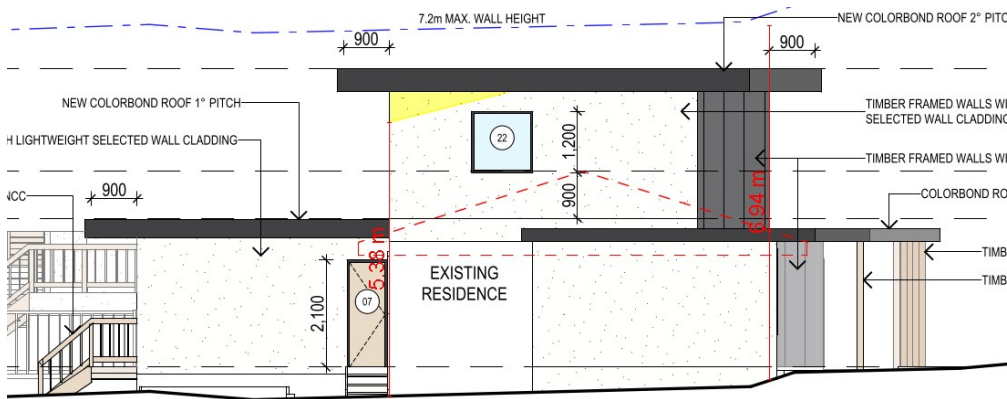 7.2m MAX. WALL HEIGHT
NEW COLORBOND ROOF 2° PITC
900
900
NEW COLORBOND ROOF 1° PITCH
TIMBER FRAMED WALLS WI
SELECTED WALL CLADDING
H LIGHTWEIGHT SELECTED WALL CLADDING
22
1,200
TIMBER FRAMED WALLS WI
900
NCC
900
6.94 m
COLORBOND RO
5.38 m
TIMB
EXISTING
RESIDENCE
TIMB
07
2,100